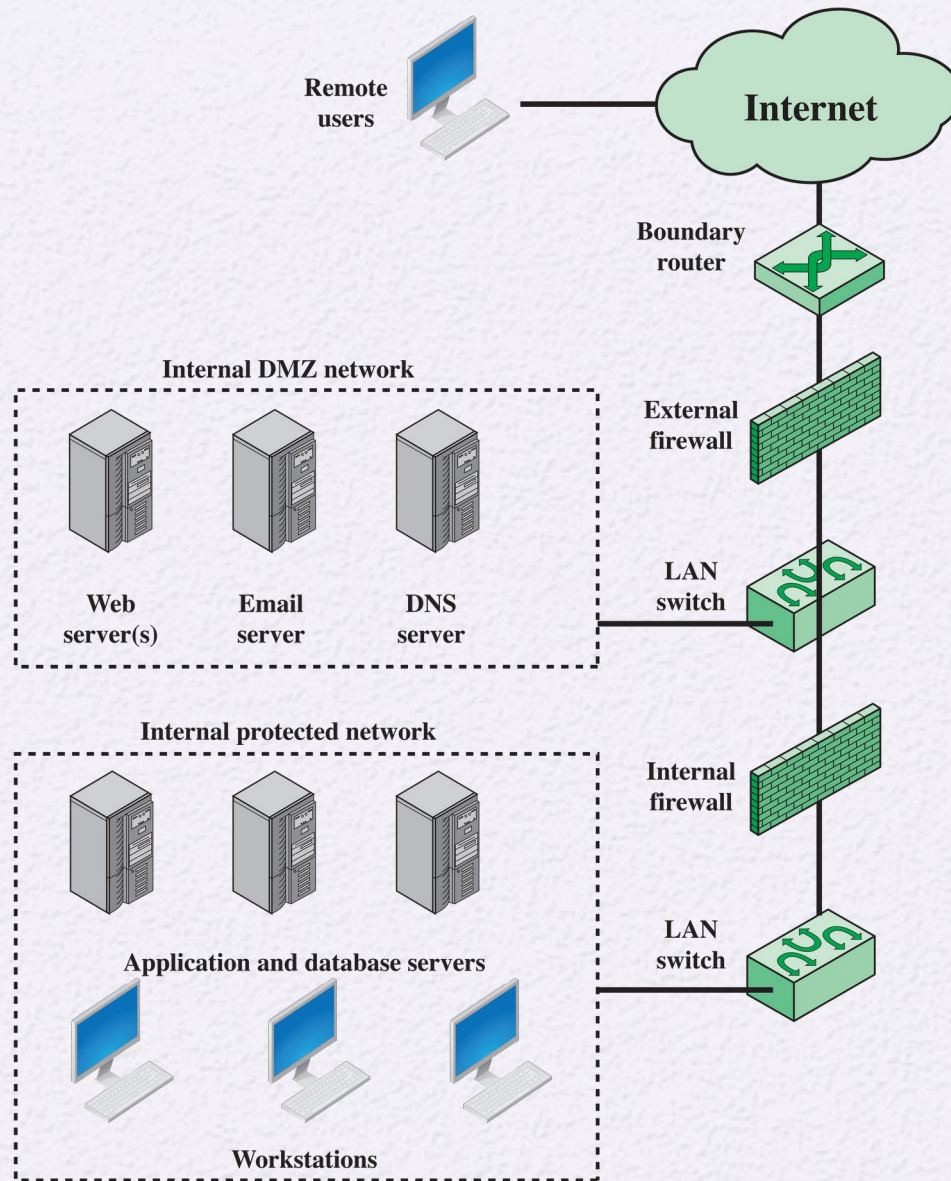 Remote
users
Internet
Boundary
router
Internal DMZ network
External
firewall
Web
server(s)
Email
server
DNS
server
LAN
switch
Internal protected network
Internal
firewall
Application and database servers
LAN
switch
Workstations